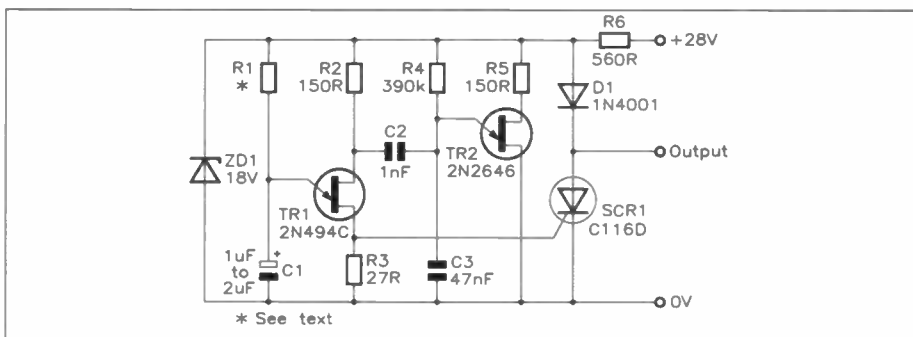 R6
+28V
560R
R1
*
R2
150R
R4
390k
R5
150R
D1
1N4001
C2
1nF
ZD1
18V
TR2
2N2646
Output
TR1
2N494C
SCR1
C116D
1uF
to
2uF
+
C1
R3
27R
C3
47nF
0V
* See text